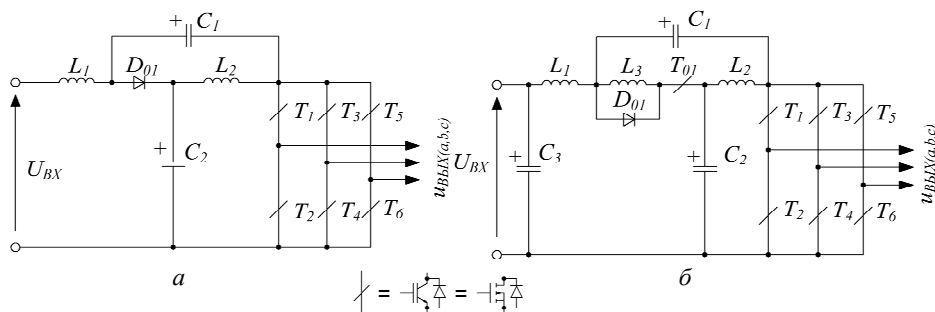 + C1
L1 D01 L2
T1 T3 T5
+ C2
UВХ
uВЫХ(a,b,c)
T2 T4 T6
а
+ C1
L1 L3 T01 L2
D01
T1 T3 T5
+ C3
+ C2
UВХ
uВЫХ(a,b,c)
T2 T4 T6
б
= =